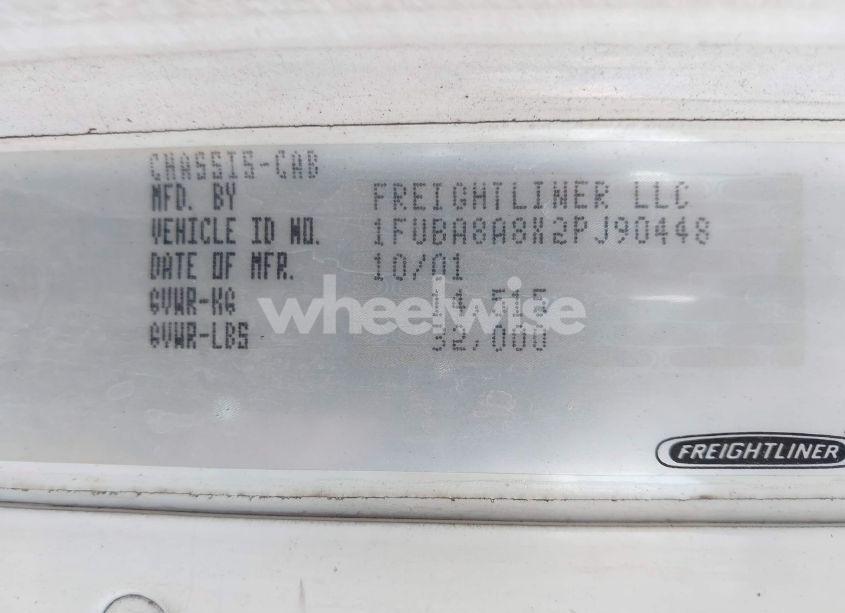 CHASSIS-CAB
MFD. BY FREIGHTLINER LLC
VEHICLE ID NO. 1FUBA8A8X2PJ90448
DATE OF MFR. 10/01
GVWR-KG 14,515
GVWR-LBS 32,000
wheelwise
FREIGHTLINER